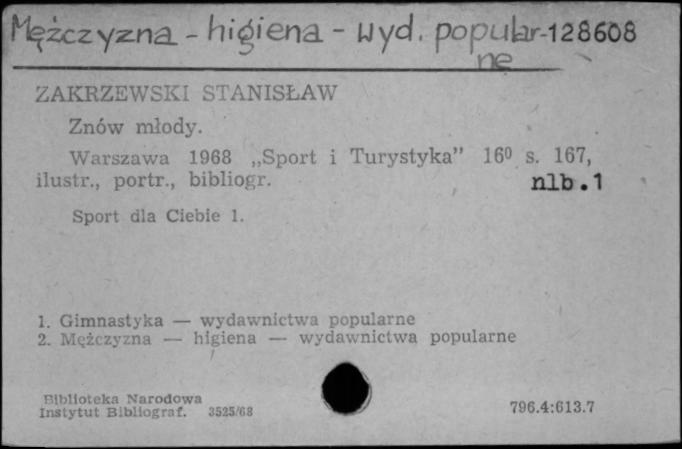 Mężczyzna - higiena - wyd. popular-128608
ne
ZAKRZEWSKI STANISŁAW
Znów młody.
Warszawa 1968 „Sport i Turystyka” 16⁰ s. 167,
ilustr., portr., bibliogr. nlb.1
Sport dla Ciebie 1.
1. Gimnastyka — wydawnictwa popularne
2. Mężczyzna — higiena — wydawnictwa popularne
Biblioteka Narodowa
Instytut Bibliograf. 3525/68 796.4:613.7